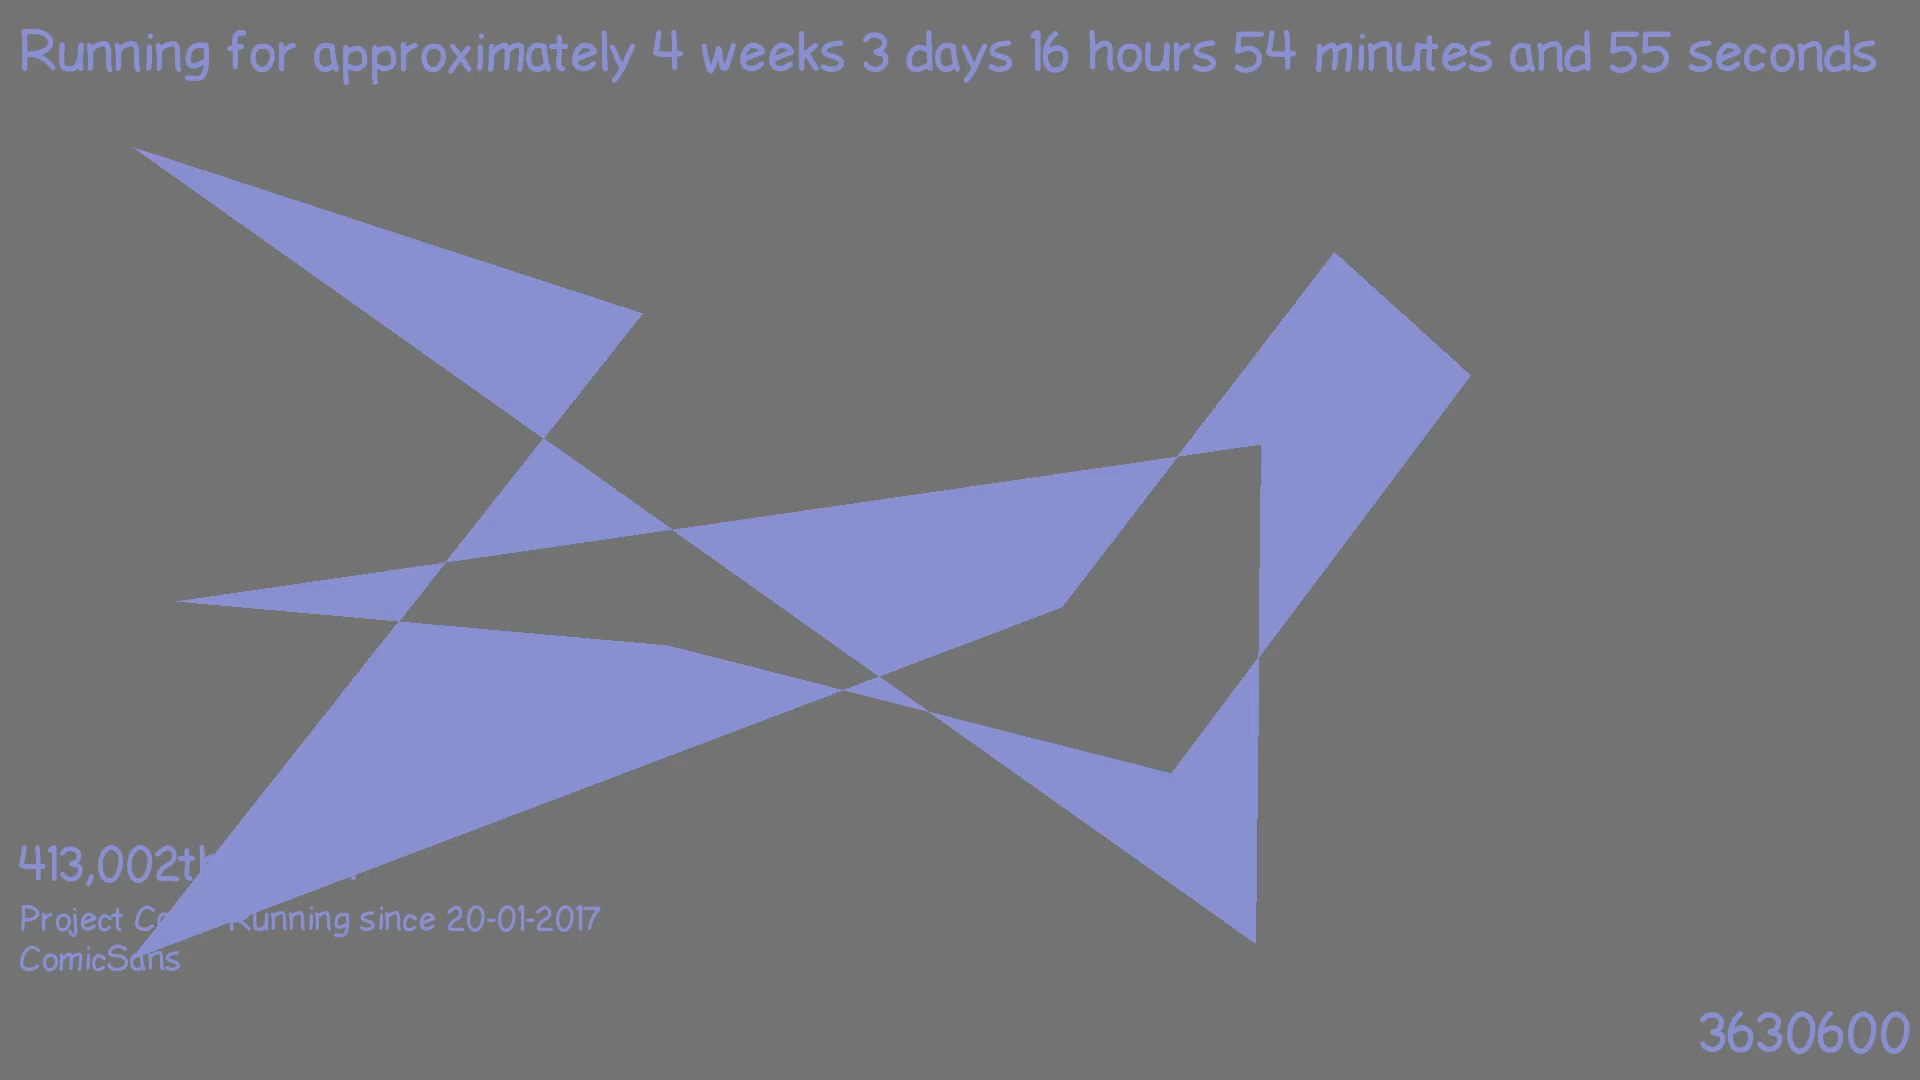 Running for approximately 4 weeks 3 days 16 hours 54 minutes and 55 seconds
413,002th
Project Running since 20-01-2017
ComicSans
3630600